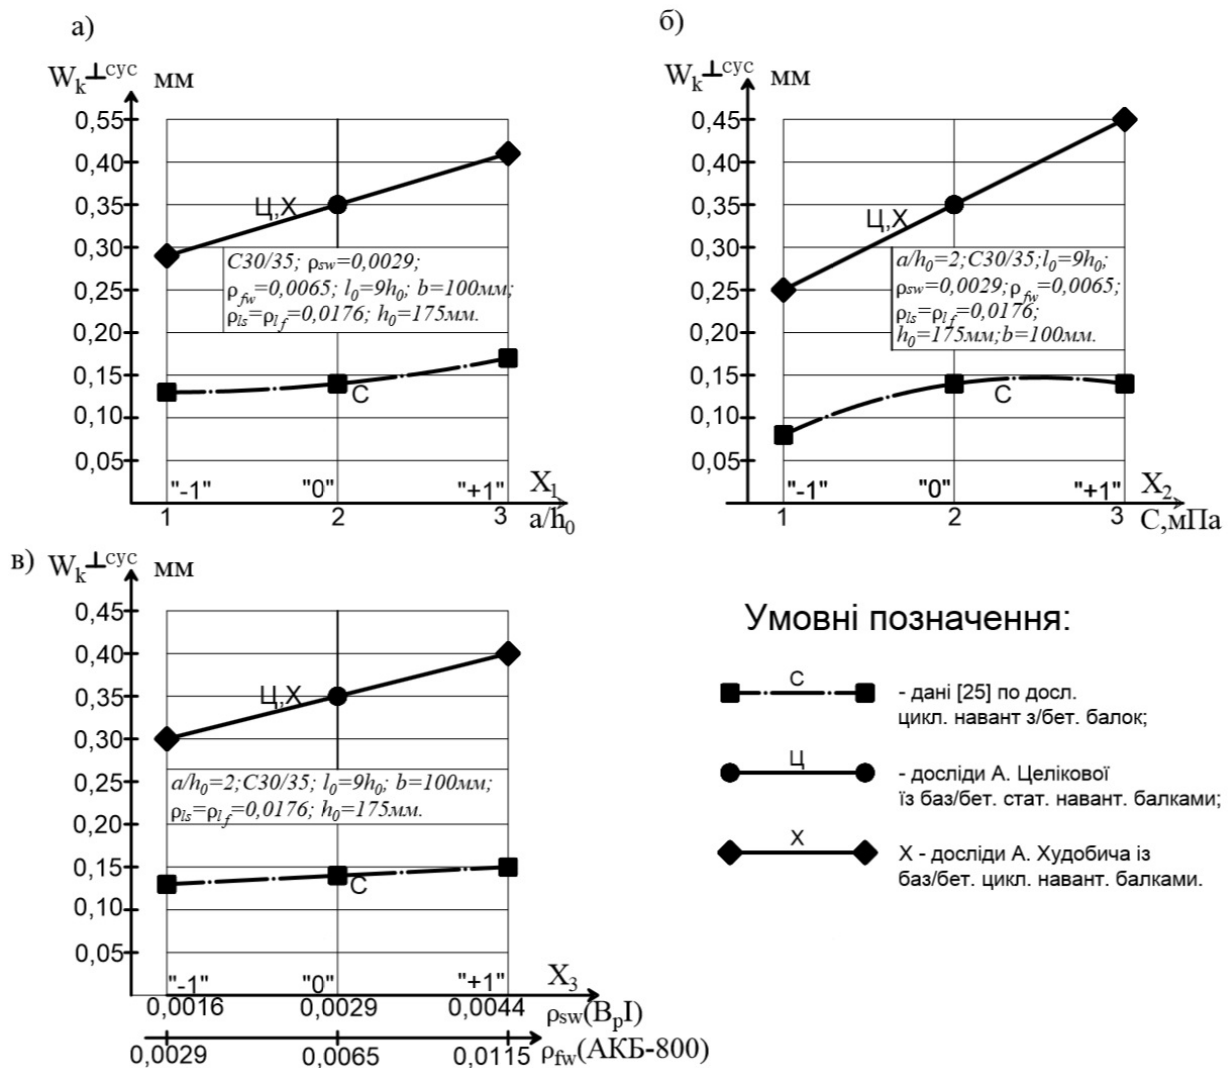 а)
Wk⊥сус мм
0,55
0,40
0,35
0,30
0,25
0,20
0,15
0,10
0,05
Ц,Х
С30/35; ρsw=0,0029;
ρfw=0,0065; l0=9h0; b=100мм;
ρls=ρlf=0,0176; h0=175мм.
С
"-1" "0" "+1" X1
1 2 3 a/h0
б)
Wk⊥сус мм
0,45
0,40
0,35
0,30
0,25
0,20
0,15
0,10
0,05
Ц,Х
a/h0=2;С30/35;l0=9h0;
ρsw=0,0029;ρfw=0,0065;
ρls=ρlf=0,0176;
h0=175мм;b=100мм.
С
"-1" "0" "+1" X2
1 2 3 С,мПа
в)
Wk⊥сус мм
0,45
0,40
0,35
0,30
0,25
0,20
0,15
0,10
0,05
Ц,Х
a/h0=2;С30/35; l0=9h0; b=100мм;
ρls=ρlf=0,0176; h0=175мм.
С
"-1" "0" "+1" X3
0,0016 0,0029 0,0044 ρsw(BpI)
0,0029 0,0065 0,0115 ρfw(АКБ-800)
Умовні позначення:
С
- дані [25] по досл.
цикл. навант з/бет. балок;
Ц
- досліди А. Целікової
їз баз/бет. стат. навант. балками;
Х
Х - досліди А. Худобича із
баз/бет. цикл. навант. балками.